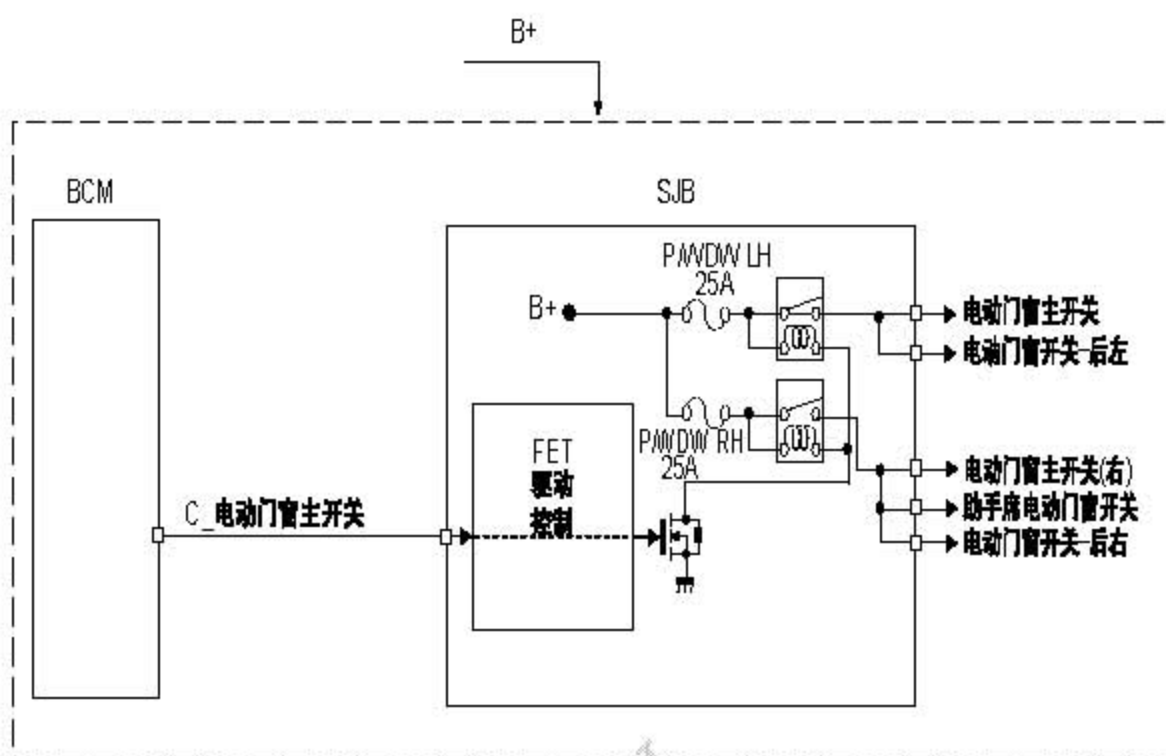 B+
BCM
SJB
P/WDW LH
25A
B+
电动门窗主开关
电动门窗开关-后左
P/WDW RH
25A
FET
驱动
控制
C_电动门窗主开关
电动门窗主开关(右)
助手席电动门窗开关
电动门窗开关-后右